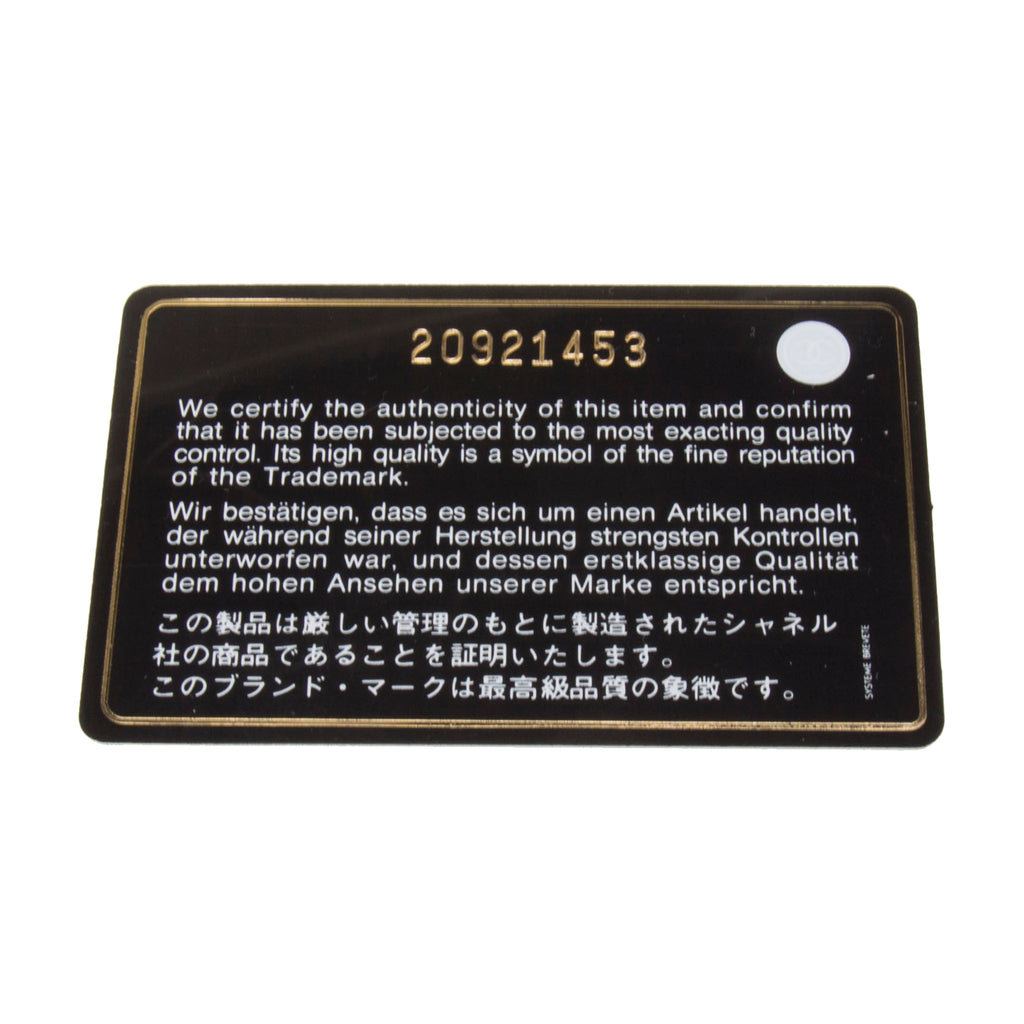 20921453
We certify the authenticity of this item and confirm
that it has been subjected to the most exacting quality
control. Its high quality is a symbol of the fine reputation
of the Trademark.
Wir bestätigen, dass es sich um einen Artikel handelt,
der während seiner Herstellung strengsten Kontrollen
unterworfen war, und dessen erstklassige Qualität
dem hohen Ansehen unserer Marke entspricht.
この製品は厳しい管理のもとに製造されたシャネル
社の商品であることを証明いたします。
このブランド・マークは最高級品質の象徴です。
SYSTEME BREVETE